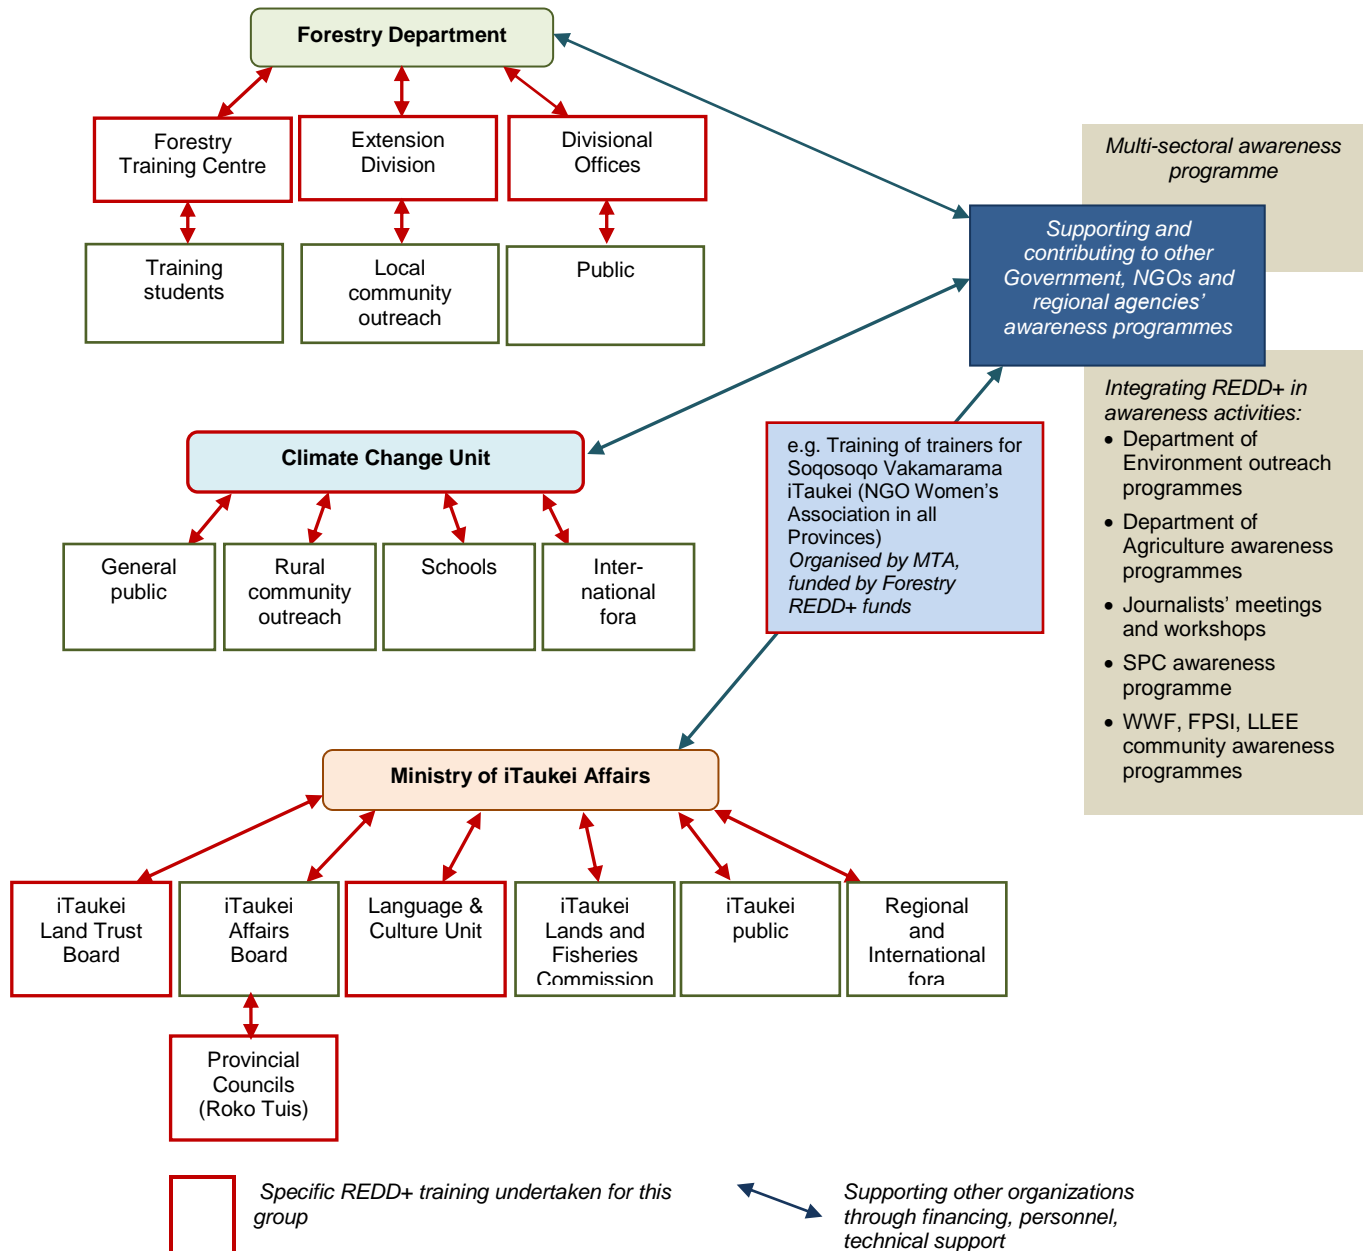 Forestry Department
Forestry
Training Centre
Extension
Division
Divisional
Offices
Training
students
Local
community
outreach
Public
Multi-sectoral awareness
programme
Supporting and
contributing to other
Government, NGOs and
regional agencies’
awareness programmes
Integrating REDD+ in
awareness activities:
• Department of
Environment outreach
programmes
• Department of
Agriculture awareness
programmes
• Journalists’ meetings
and workshops
• SPC awareness
programme
• WWF, FPSI, LLEE
community awareness
programmes
Climate Change Unit
General
public
Rural
community
outreach
Schools
Inter-
national
fora
e.g. Training of trainers for
Soqosoqo Vakamarama
iTaukei (NGO Women’s
Association in all
Provinces)
Organised by MTA,
funded by Forestry
REDD+ funds
Ministry of iTaukei Affairs
iTaukei
Land Trust
Board
iTaukei
Affairs
Board
Language &
Culture Unit
iTaukei
Lands and
Fisheries
Commission
iTaukei
public
Regional
and
International
fora
Provincial
Councils
(Roko Tuis)
Specific REDD+ training undertaken for this
group
Supporting other organizations
through financing, personnel,
technical support